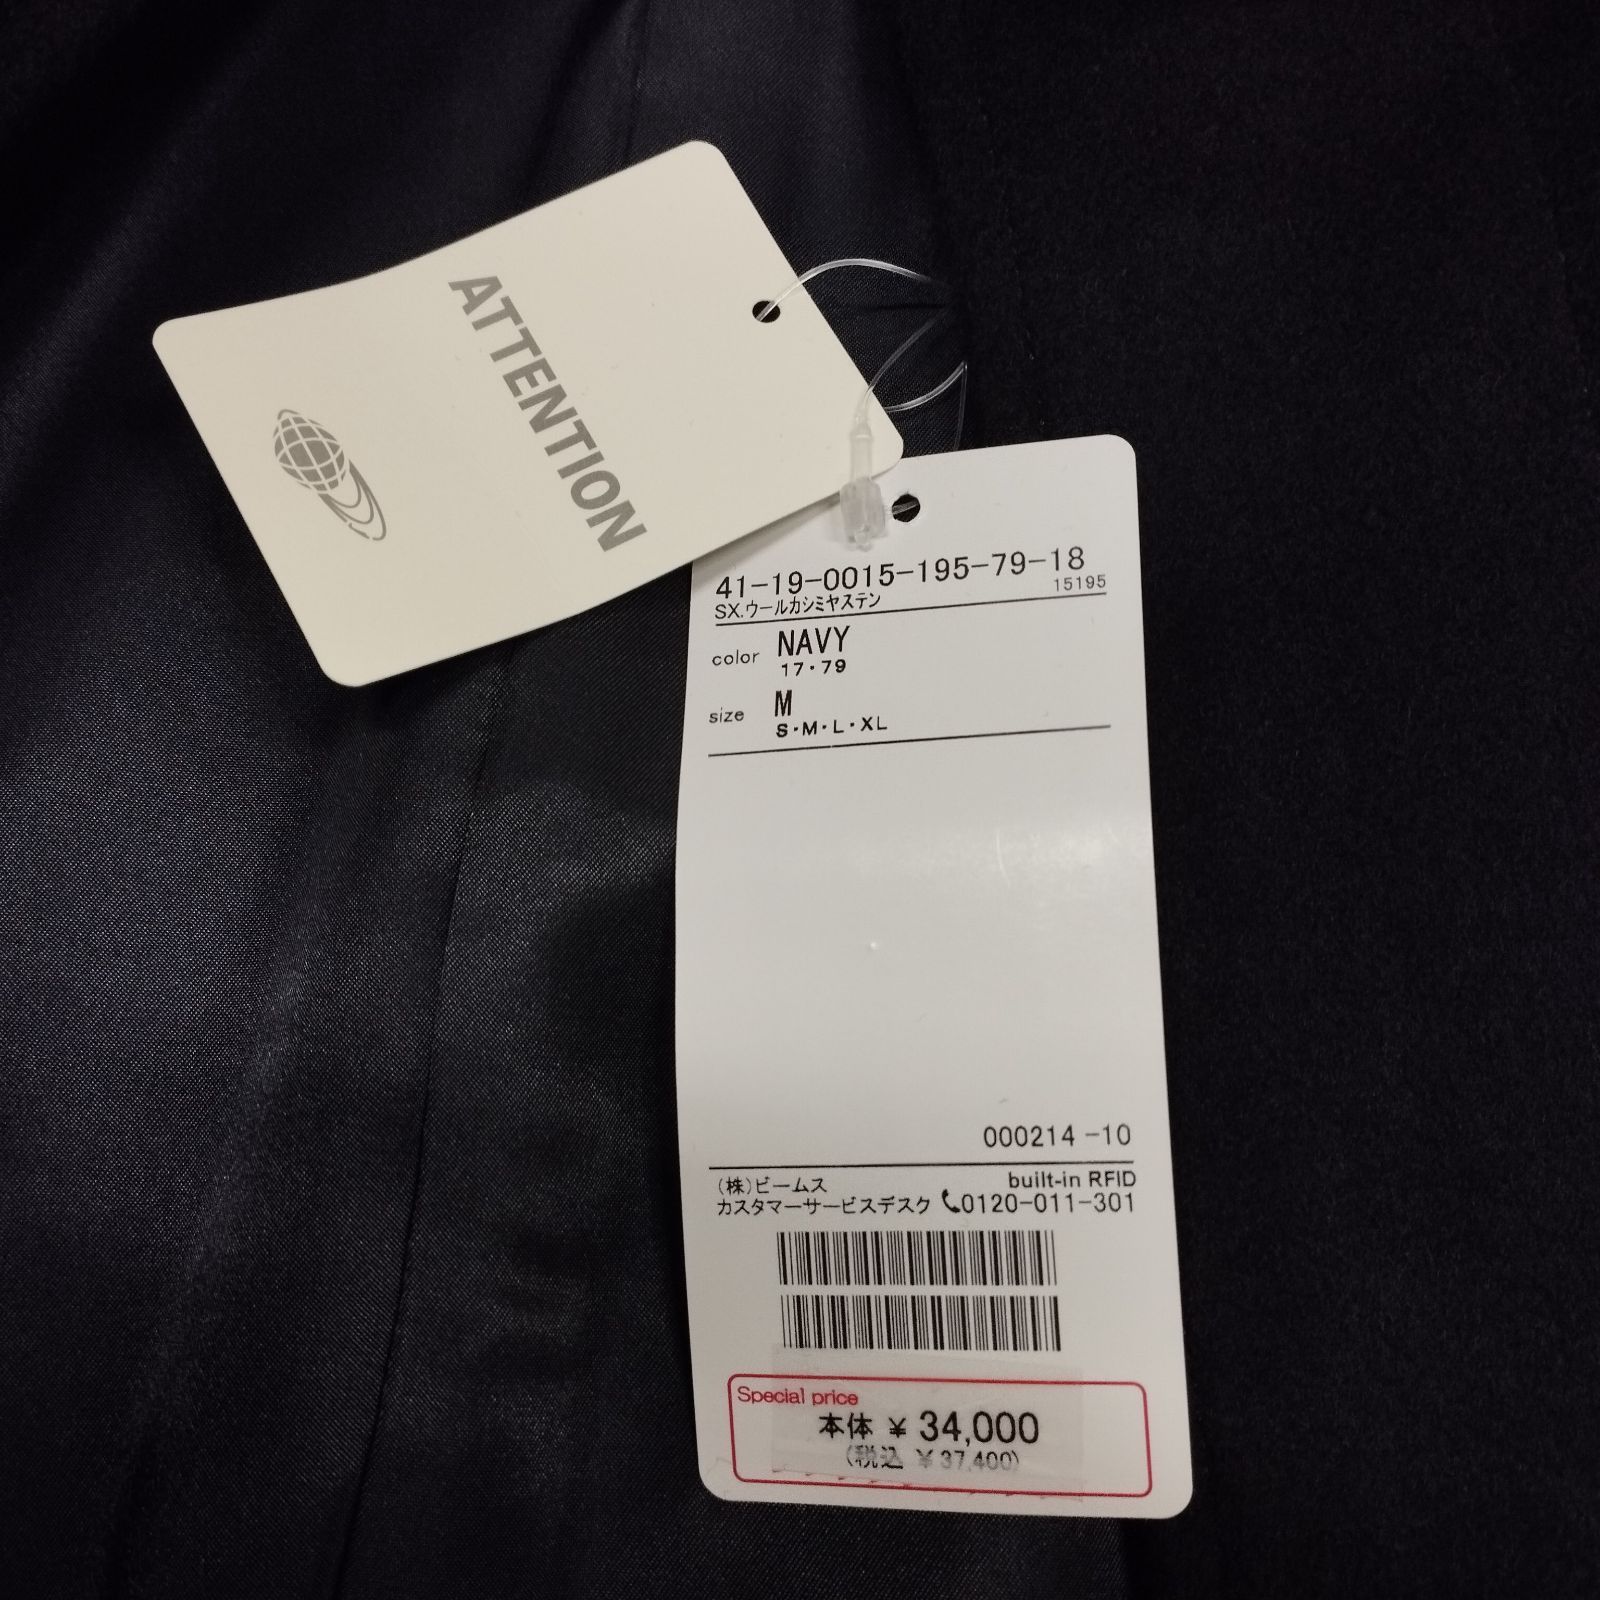 ATTENTION
41-19-0015-195-79-18
SX.ウールカシミヤステン 15195
color NAVY
17・79
size M
S・M・L・XL
000214 -10
(株)ビームス built-in RFID
カスタマーサービスデスク 0120-011-301
Special price
本体 ¥ 34,000
(税込 ¥ 37,400)